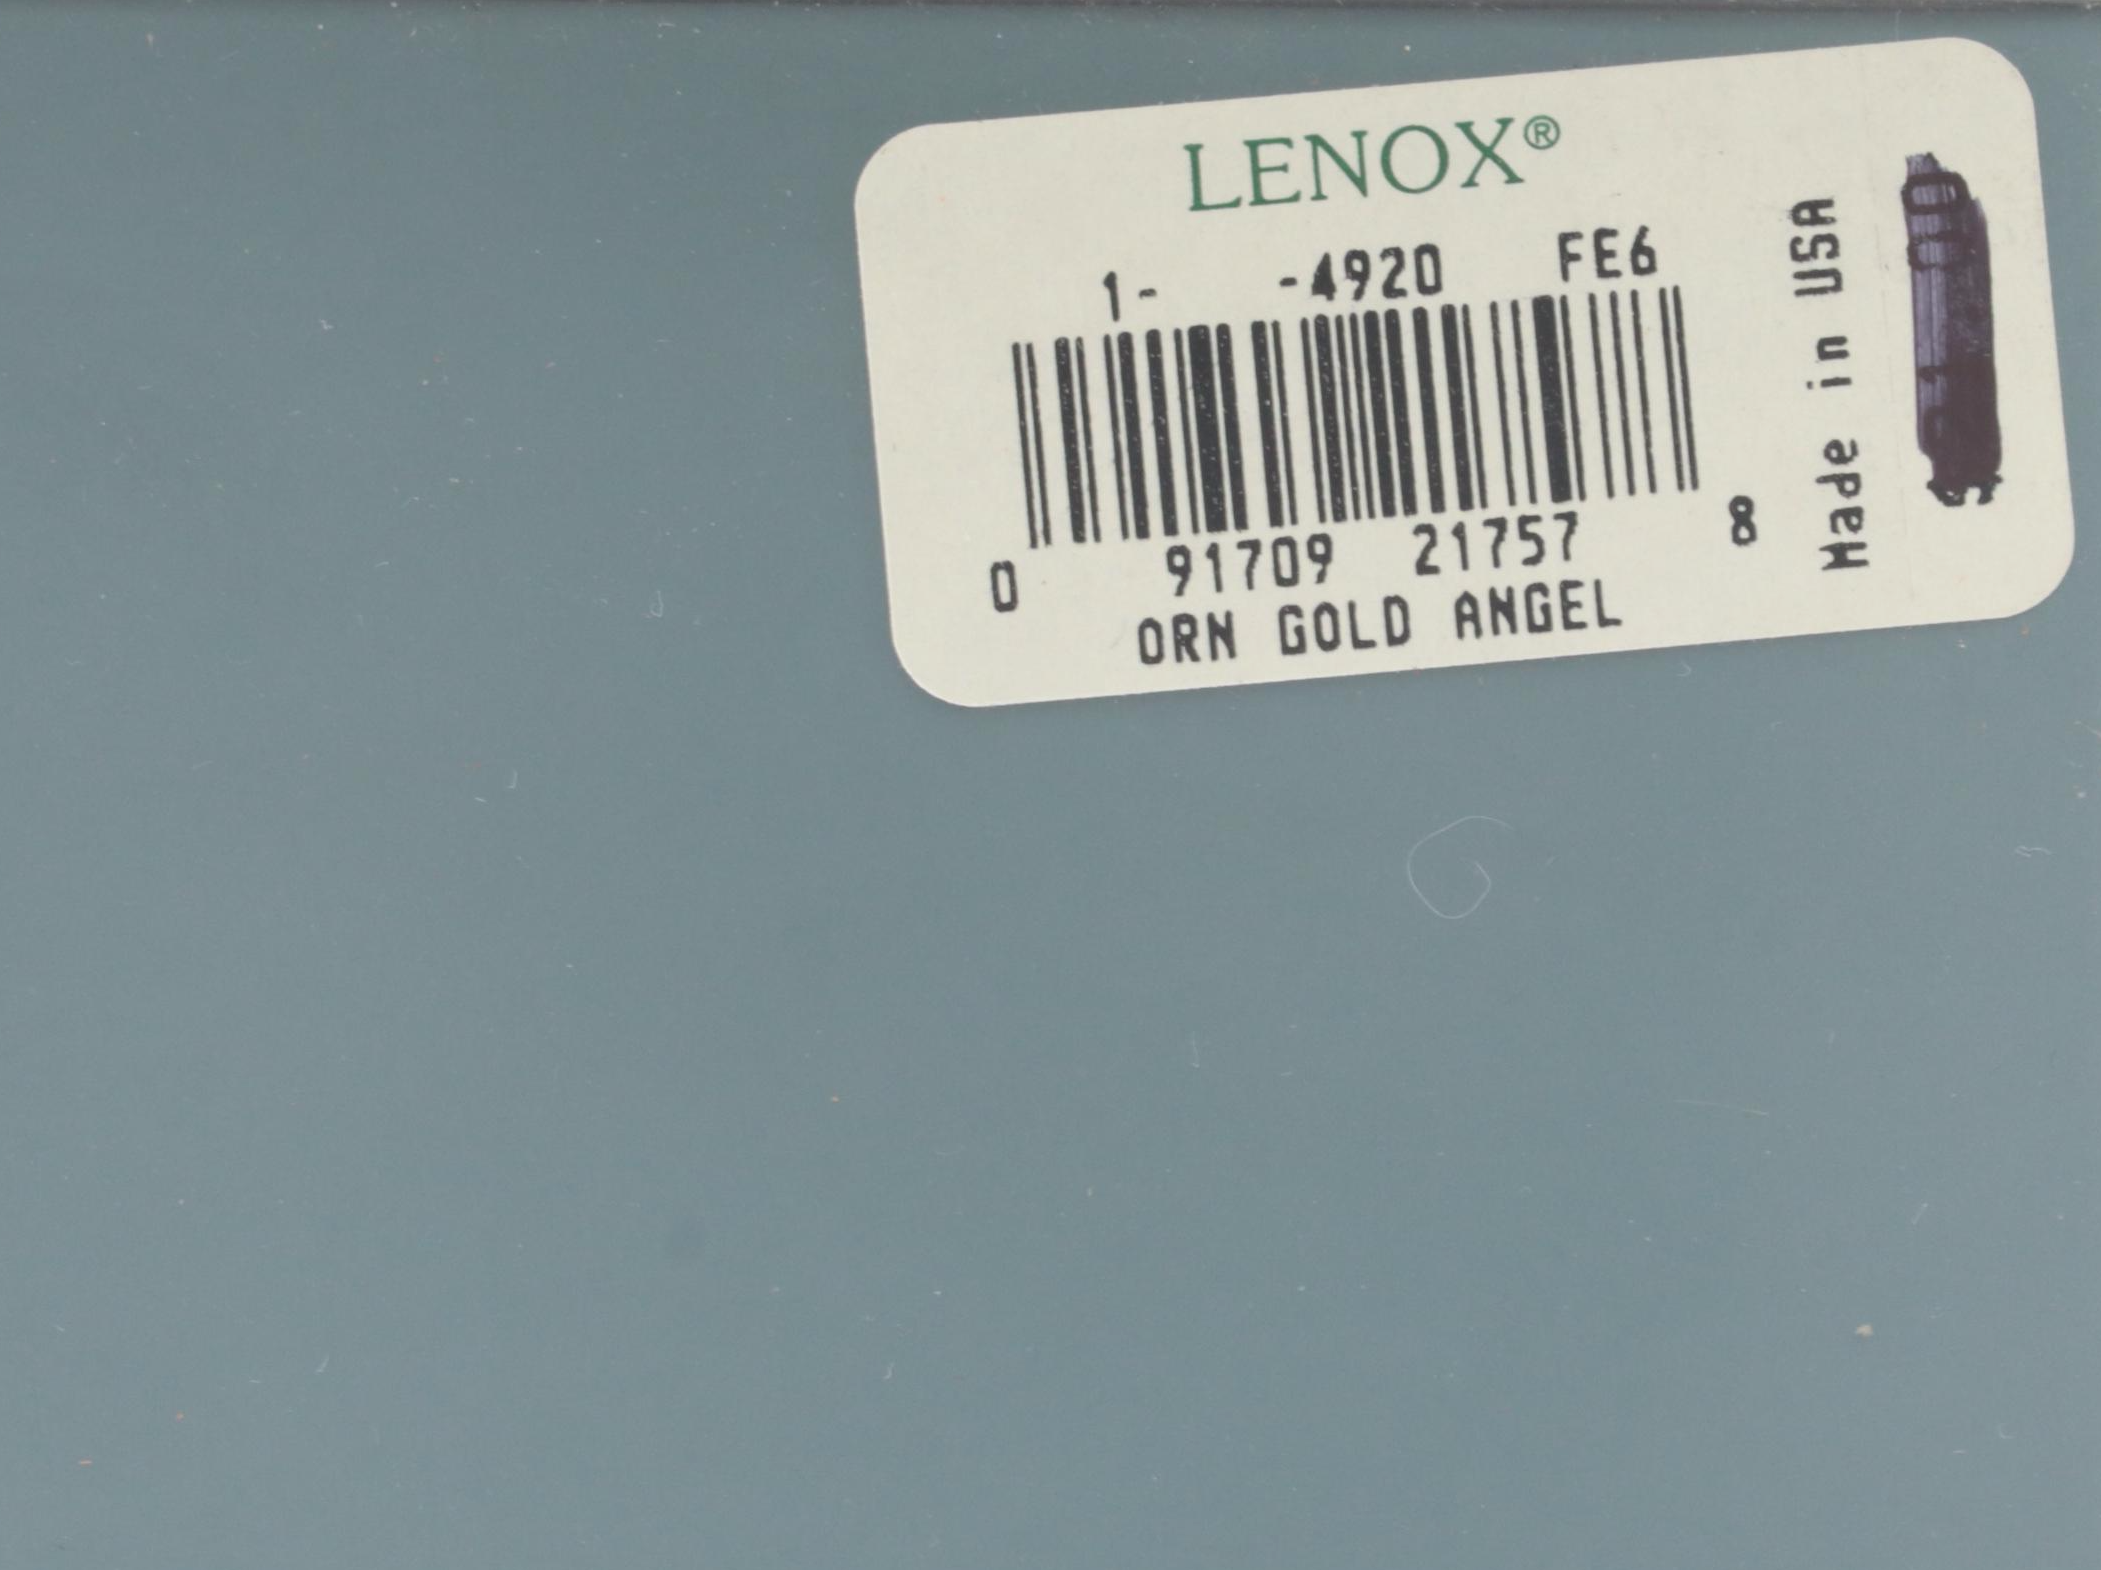 LENOX®
1- -4920 FE6
0 91709 21757 8
ORN GOLD ANGEL
Made in USA